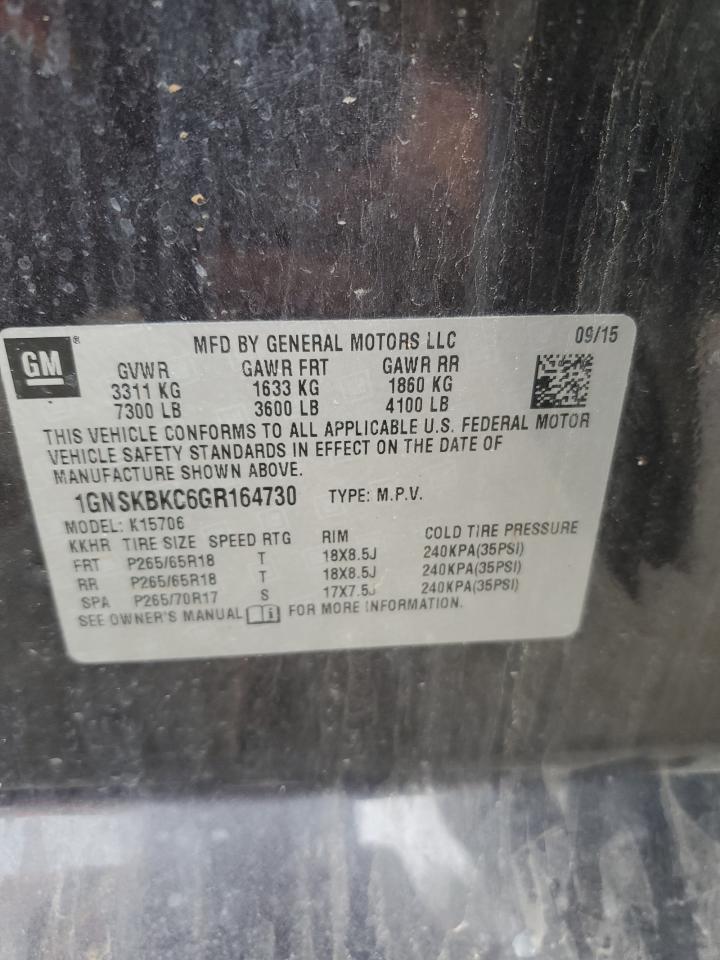 GM ®
MFD BY GENERAL MOTORS LLC 09/15
GVWR GAWR FRT GAWR RR
3311 KG 1633 KG 1860 KG
7300 LB 3600 LB 4100 LB
THIS VEHICLE CONFORMS TO ALL APPLICABLE U.S. FEDERAL MOTOR
VEHICLE SAFETY STANDARDS IN EFFECT ON THE DATE OF
MANUFACTURE SHOWN ABOVE.
1GNSKBKC6GR164730 TYPE: M.P.V.
MODEL: K15706
KKHR TIRE SIZE SPEED RTG RIM COLD TIRE PRESSURE
FRT P265/65R18 T 18X8.5J 240KPA(35PSI)
RR P265/65R18 T 18X8.5J 240KPA(35PSI)
SPA P265/70R17 S 17X7.5J 240KPA(35PSI)
SEE OWNER'S MANUAL i FOR MORE INFORMATION.